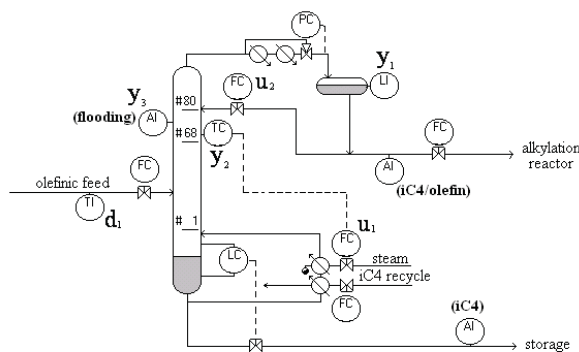 PC
y1
LI
FC
u2
y3
#80
(flooding)
AI
#68
TC
y2
FC
AI
alkylation
reactor
(iC4/olefin)
FC
olefinic feed
TI
d1
# 1
u1
FC
steam
LC
iC4 recycle
FC
(iC4)
AI
storage